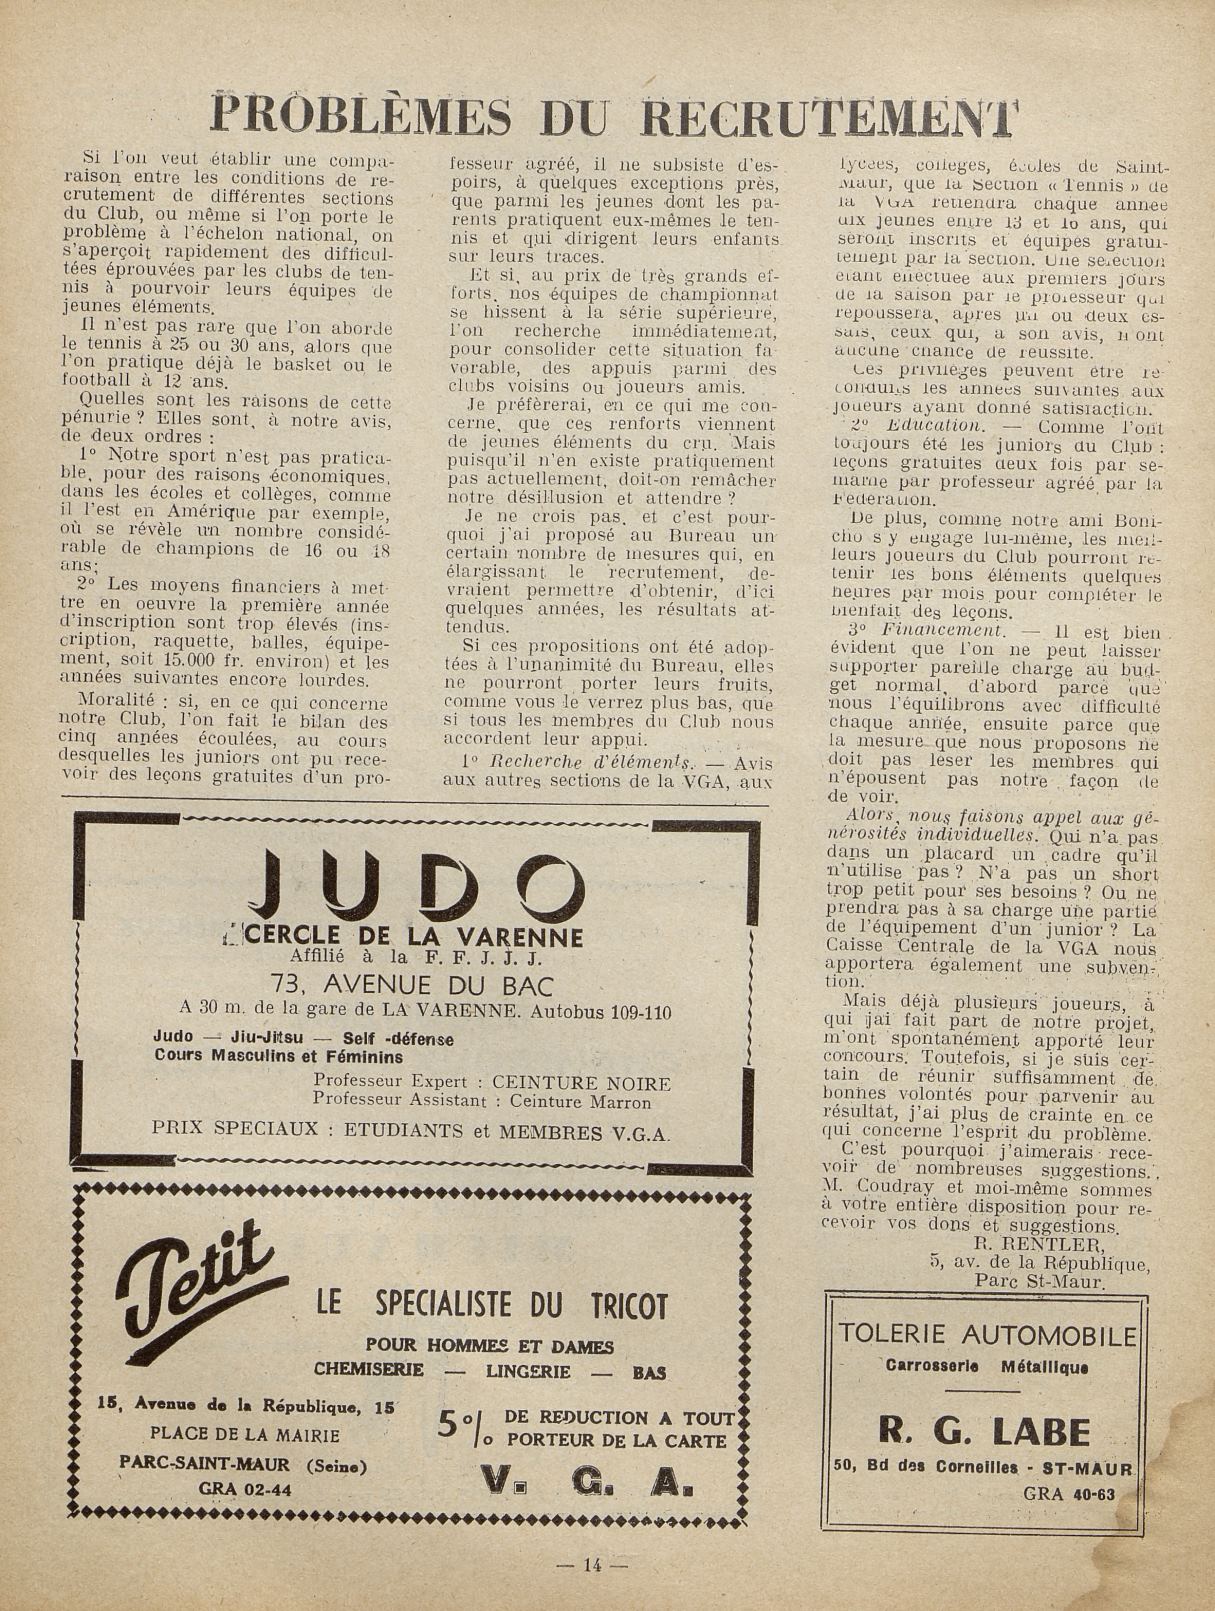 PROBLÈMES DU RECRUTEMENT
Si l'on veut établir une compa-
raison entre les conditions de re-
crutement de différentes sections
du Club, ou même si l'on porte le
problème à l'échelon national, on
s'aperçoit rapidement des difficul-
tées éprouvées par les clubs de ten-
nis à pourvoir leurs équipes de
jeunes éléments.
Il n'est pas rare que l'on aborde
le tennis à 25 ou 30 ans, alors que
l'on pratique déjà le basket ou le
football à 12 ans.
Quelles sont les raisons de cette
pénurie ? Elles sont, à notre avis,
de deux ordres :
1° Notre sport n'est pas pratica-
ble, pour des raisons économiques,
dans les écoles et collèges, comme
il l'est en Amérique par exemple,
où se révèle un nombre considé-
rable de champions de 16 ou 18
ans;
2° Les moyens financiers à met-
tre en oeuvre la première année
d'inscription sont trop élevés (ins-
cription, raquette, balles, équipe-
ment, soit 15.000 fr. environ) et les
années suivantes encore lourdes.
Moralité : si, en ce qui concerne
notre Club, l'on fait le bilan des
cinq années écoulées, au cours
desquelles les juniors ont pu rece-
voir des leçons gratuites d'un pro-
fesseur agréé, il ne subsiste d'es-
poirs, à quelques exceptions près,
que parmi les jeunes dont les pa-
rents pratiquent eux-mêmes le ten-
nis et qui dirigent leurs enfants
sur leurs traces.
Et si, au prix de très grands ef-
forts, nos équipes de championnat
se hissent à la série supérieure,
l'on recherche immédiatement,
pour consolider cette situation fa-
vorable, des appuis parmi des
clubs voisins ou joueurs amis.
Je préfèrerai, en ce qui me con-
cerne, que ces renforts viennent
de jeunes éléments du cru. Mais
puisqu'il n'en existe pratiquement
pas actuellement, doit-on remâcher
notre désillusion et attendre ?
Je ne crois pas, et c'est pour-
quoi j'ai proposé au Bureau un
certain nombre de mesures qui, en
élargissant le recrutement, de-
vraient permettre d'obtenir, d'ici
quelques années, les résultats at-
tendus.
Si ces propositions ont été adop-
tées à l'unanimité du Bureau, elles
ne pourront porter leurs fruits,
comme vous le verrez plus bas, que
si tous les membres du Club nous
accordent leur appui.
1° Recherche d'éléments. — Avis
aux autres sections de la VGA, aux
lycées, collèges, écoles de Saint-
Maur, que la Section « Tennis » de
la VGA retiendra chaque année
dix jeunes entre 13 et 16 ans, qui
seront inscrits et équipés gratui-
tement par la section. Une sélection
étant effectuée aux premiers jours
de la saison par le professeur qui
repoussera, après un ou deux es-
sais, ceux qui, à son avis, n'ont
aucune chance de réussite.
Ces privilèges peuvent être re-
conduits les années suivantes aux
joueurs ayant donné satisfaction.
2° Education. — Comme l'ont
toujours été les juniors du Club :
leçons gratuites deux fois par se-
maine par professeur agréé par la
Fédération.
De plus, comme notre ami Boni-
cho s'y engage lui-même, les meil-
leurs joueurs du Club pourront re-
tenir les bons éléments quelques
heures par mois pour compléter le
bienfait des leçons.
3° Financement. — Il est bien
évident que l'on ne peut laisser
supporter pareille charge au bud-
get normal, d'abord parce que
nous l'équilibrons avec difficulté
chaque année, ensuite parce que
la mesure que nous proposons ne
doit pas léser les membres qui
n'épousent pas notre façon de
de voir.
Alors, nous faisons appel aux gé-
nérosités individuelles. Qui n'a pas
dans un placard un cadre qu'il
n'utilise pas ? N'a pas un short
trop petit pour ses besoins ? Ou ne
prendra pas à sa charge une partie
de l'équipement d'un junior ? La
Caisse Centrale de la VGA nous
apportera également une subven-
tion.
Mais déjà plusieurs joueurs, à
qui jai fait part de notre projet,
m'ont spontanément apporté leur
concours. Toutefois, si je suis cer-
tain de réunir suffisamment de
bonnes volontés pour parvenir au
résultat, j'ai plus de crainte en ce
qui concerne l'esprit du problème.
C'est pourquoi j'aimerais rece-
voir de nombreuses suggestions.
M. Coudray et moi-même sommes
à votre entière disposition pour re-
cevoir vos dons et suggestions.
R. RENTLER,
5, av. de la République,
Parc St-Maur.
JUDO
CERCLE DE LA VARENNE
Affilié à la F. F. J. J. J.
73, AVENUE DU BAC
A 30 m. de la gare de LA VARENNE. Autobus 109-110
Judo — Jiu-Jitsu — Self -défense
Cours Masculins et Féminins
Professeur Expert : CEINTURE NOIRE
Professeur Assistant : Ceinture Marron
PRIX SPECIAUX : ETUDIANTS et MEMBRES V.G.A.
Petit
LE SPECIALISTE DU TRICOT
POUR HOMMES ET DAMES
CHEMISERIE — LINGERIE — BAS
15, Avenue de la République, 15
PLACE DE LA MAIRIE
PARC-SAINT-MAUR (Seine)
GRA 02-44
5 % DE REDUCTION A TOUT
PORTEUR DE LA CARTE
V. G. A.
TOLERIE AUTOMOBILE
Carrosserie Métallique
R. G. LABE
50, Bd des Corneilles - ST-MAUR
GRA 40-63
— 14 —